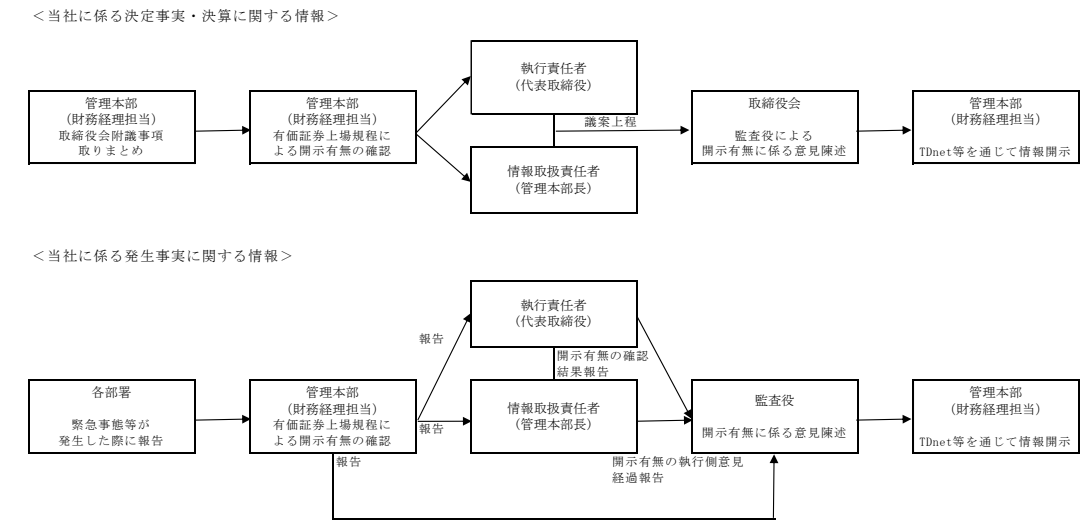 ＜当社に係る決定事実・決算に関する情報＞
管理本部
（財務経理担当）
取締役会附議事項
取りまとめ
管理本部
（財務経理担当）
有価証券上場規程に
よる開示有無の確認
執行責任者
（代表取締役）
議案上程
情報取扱責任者
（管理本部長）
取締役会
監査役による
開示有無に係る意見陳述
管理本部
（財務経理担当）
TDnet等を通じて情報開示
＜当社に係る発生事実に関する情報＞
各部署
緊急事態等が
発生した際に報告
管理本部
（財務経理担当）
有価証券上場規程に
よる開示有無の確認
報告
報告
報告
執行責任者
（代表取締役）
開示有無の確認
結果報告
情報取扱責任者
（管理本部長）
開示有無の執行側意見
経過報告
監査役
開示有無に係る意見陳述
管理本部
（財務経理担当）
TDnet等を通じて情報開示